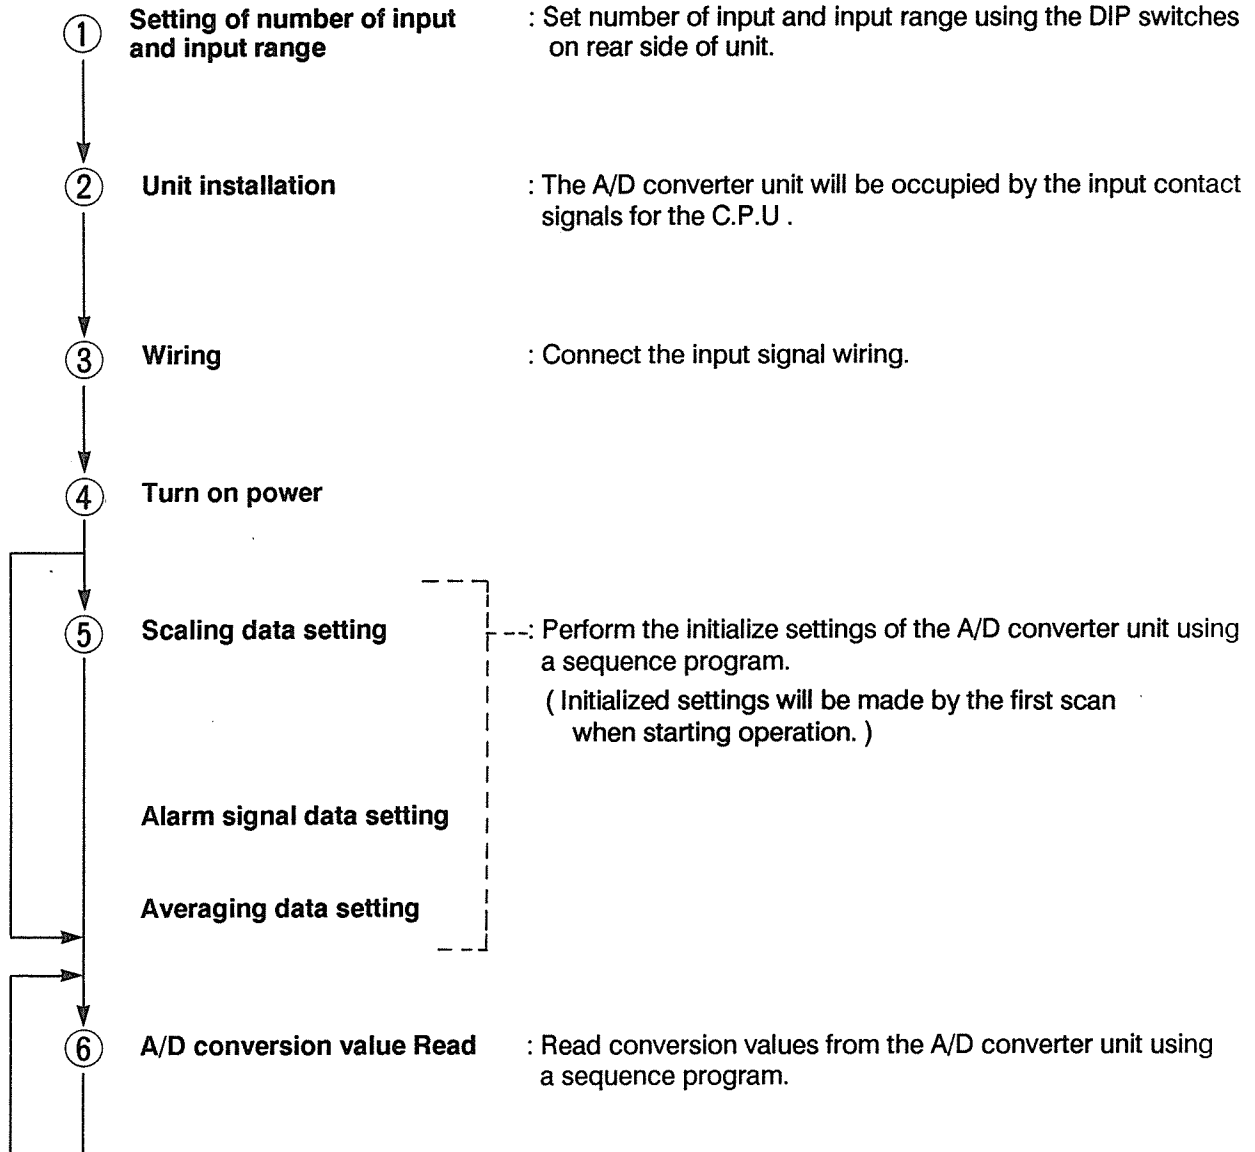 ① Setting of number of input : Set number of input and input range using the DIP switches
and input range on rear side of unit.
② Unit installation : The A/D converter unit will be occupied by the input contact
signals for the C.P.U .
③ Wiring : Connect the input signal wiring.
④ Turn on power
⑤ Scaling data setting : Perform the initialize settings of the A/D converter unit using
a sequence program.
( Initialized settings will be made by the first scan
when starting operation. )
Alarm signal data setting
Averaging data setting
⑥ A/D conversion value Read : Read conversion values from the A/D converter unit using
a sequence program.